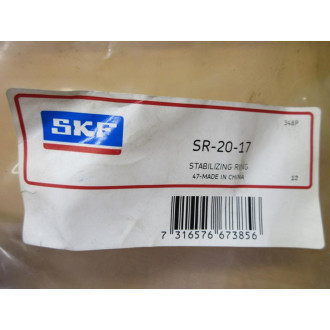 348P
SKF
SR-20-17
STABILIZING RING
47-MADE IN CHINA
12
7 316576 673856